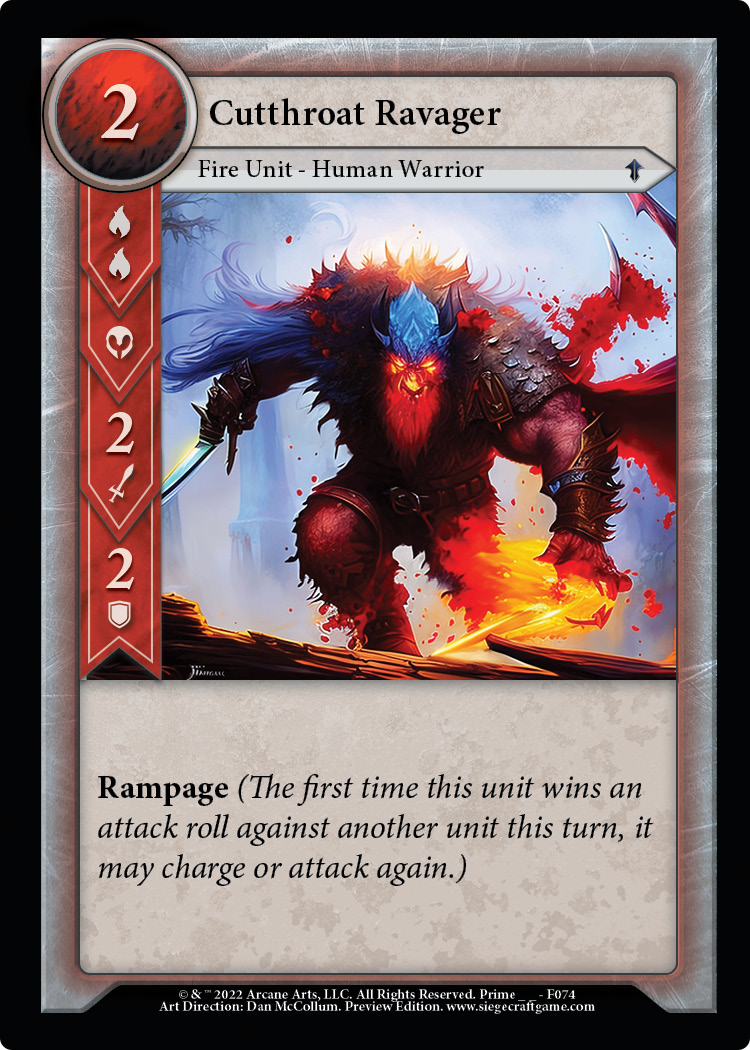 2
Cutthroat Ravager
Fire Unit - Human Warrior
2
2
Rampage (The first time this unit wins an
attack roll against another unit this turn, it
may charge or attack again.)
© & ™ 2022 Arcane Arts, LLC. All Rights Reserved. Prime _ _ - F074
Art Direction: Dan McCollum. Preview Edition. www.siegecraftgame.com